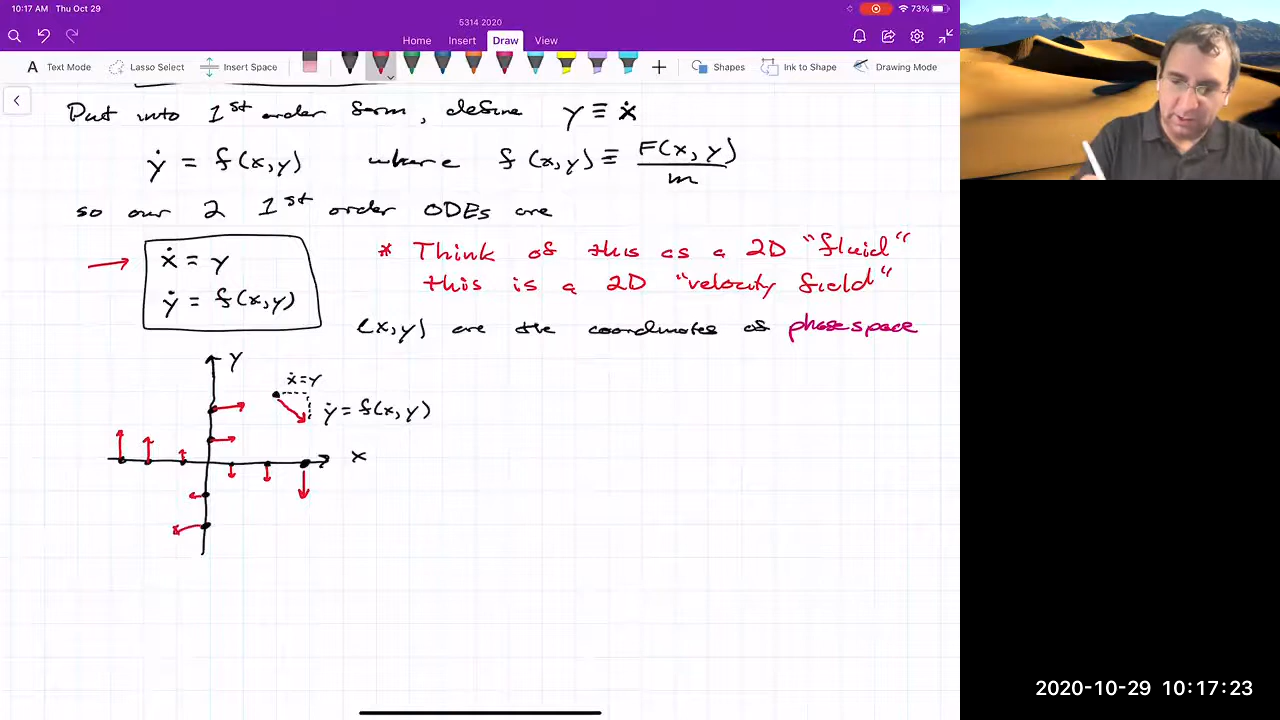 10:17 AM Thu Oct 29
73%
5314 2020
Home Insert Draw View
Text Mode Lasso Select Insert Space Shapes Ink to Shape Drawing Mode
Put into 1st order form, define y ≡ ẋ
ẏ = f(x,y) where f(x,y) ≡ F(x,y)/m
so our 2 1st order ODEs are
→ ẋ = y
ẏ = f(x,y)
* Think of this as a 2D "fluid"
this is a 2D "velocity field"
(x,y) are the coordinates of phase space
y
ẋ=y
ẏ = f(x,y)
x
2020-10-29 10:17:23